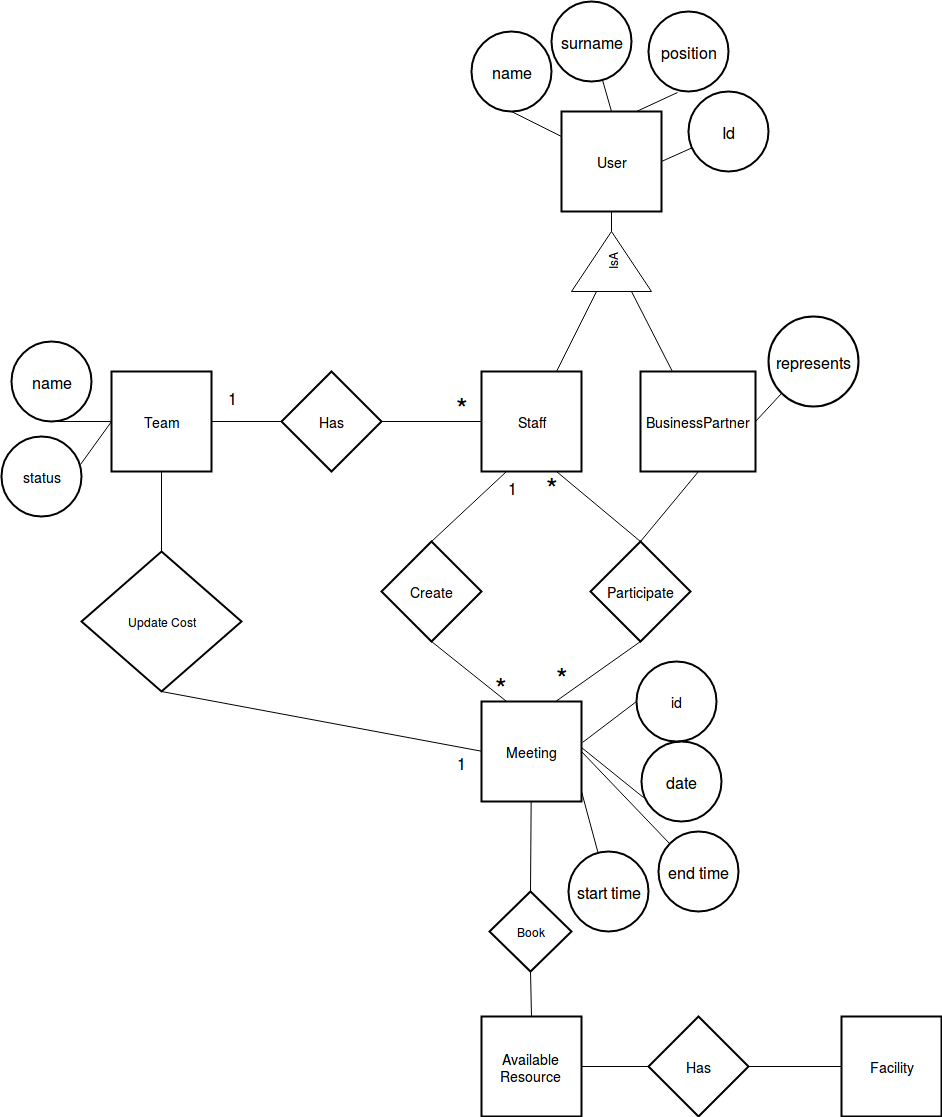 surname
position
name
Id
User
IsA
represents
name
1
*
Team
Has
Staff
BusinessPartner
status
1
*
Create
Participate
Update Cost
*
*
id
Meeting
1
date
end time
start time
Book
Available
Resource
Has
Facility